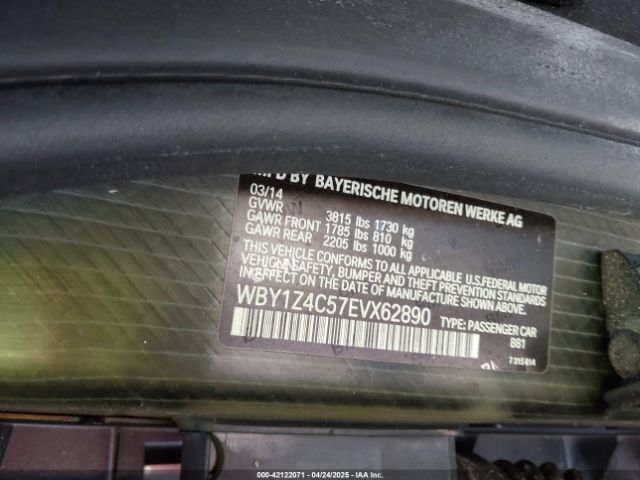 MFD BY BAYERISCHE MOTOREN WERKE AG
03/14
GVWR 3815 lbs 1730 kg
GAWR FRONT 1785 lbs 810 kg
GAWR REAR 2205 lbs 1000 kg
THIS VEHICLE CONFORMS TO ALL APPLICABLE U.S.FEDERAL MOTOR
VEHICLE SAFETY, BUMPER AND THEFT PREVENTION STANDARDS
IN EFFECT ON THE DATE OF MANUFACTURE SHOWN ABOVE.
WBY1Z4C57EVX62890 TYPE: PASSENGER CAR
B81
7315814
000-42122071 - 04/24/2025 - IAAI.COM